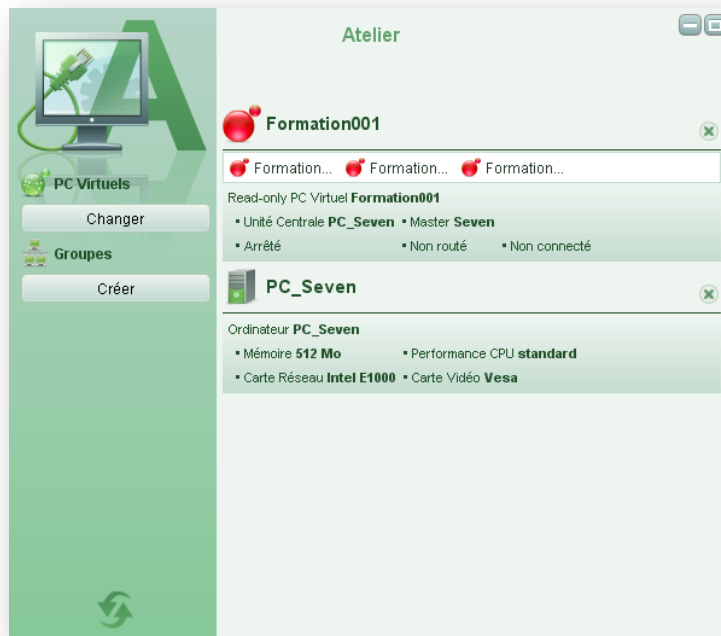 Atelier
Formation001
Formation... Formation... Formation...
Read-only PC Virtuel Formation001
▪ Unité Centrale PC_Seven ▪ Master Seven
▪ Arrêté ▪ Non routé ▪ Non connecté
PC_Seven
Ordinateur PC_Seven
▪ Mémoire 512 Mo ▪ Performance CPU standard
▪ Carte Réseau Intel E1000 ▪ Carte Vidéo Vesa
PC Virtuels
Changer
Groupes
Créer